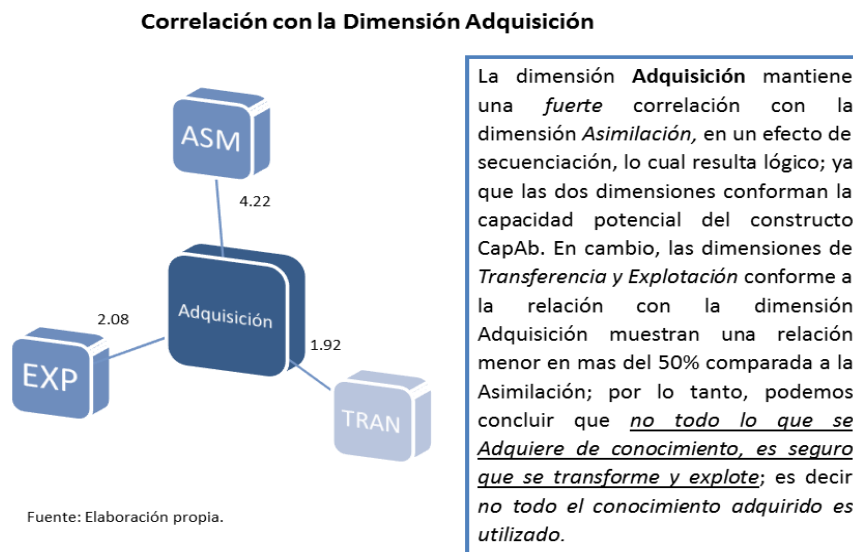 Correlación con la Dimensión Adquisición
ASM
4.22
Adquisición
2.08
1.92
EXP
TRAN
Fuente: Elaboración propia.
La dimensión Adquisición mantiene
una fuerte correlación con la
dimensión Asimilación, en un efecto de
secuenciación, lo cual resulta lógico; ya
que las dos dimensiones conforman la
capacidad potencial del constructo
CapAb. En cambio, las dimensiones de
Transferencia y Explotación conforme a
la relación con la dimensión
Adquisición muestran una relación
menor en mas del 50% comparada a la
Asimilación; por lo tanto, podemos
concluir que no todo lo que se
Adquiere de conocimiento, es seguro
que se transforme y explote; es decir
no todo el conocimiento adquirido es
utilizado.